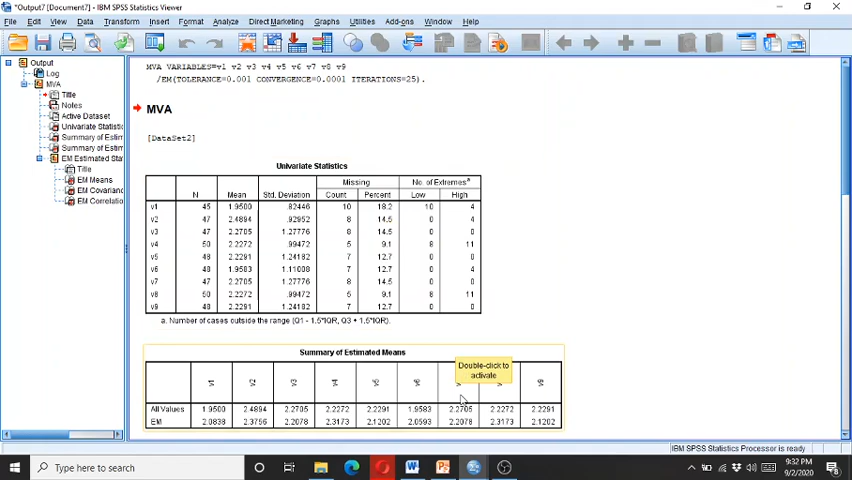 *Output7 [Document7] - IBM SPSS Statistics Viewer
File Edit View Data Transform Insert Format Analyze Direct Marketing Graphs Utilities Add-ons Window Help
Output
Log
MVA
Title
Notes
Active Dataset
Univariate Statistic
Summary of Estim
Summary of Estim
EM Estimated Stat
Title
EM Means
EM Covarianc
EM Correlatio
MVA VARIABLES=v1 v2 v3 v4 v5 v6 v7 v8 v9
/EM(TOLERANCE=0.001 CONVERGENCE=0.0001 ITERATIONS=25).
MVA
[DataSet2]
Univariate Statistics
Missing No. of Extremesª
N Mean Std. Deviation Count Percent Low High
v1 45 1.9500 .82446 10 18.2 10 4
v2 47 2.4894 .92952 8 14.5 0 4
v3 47 2.2705 1.27776 8 14.5 0 0
v4 50 2.2272 .99472 5 9.1 8 11
v5 48 2.2291 1.24182 7 12.7 0 0
v6 48 1.9583 1.11008 7 12.7 0 4
v7 47 2.2705 1.27776 8 14.5 0 0
v8 50 2.2272 .99472 5 9.1 8 11
v9 48 2.2291 1.24182 7 12.7 0 0
a. Number of cases outside the range (Q1 - 1.5*IQR, Q3 + 1.5*IQR).
Summary of Estimated Means
Double-click to
activate
v1 v2 v3 v4 v5 v6 v9
All Values 1.9500 2.4894 2.2705 2.2272 2.2291 1.9583 2.2705 2.2272 2.2291
EM 2.0838 2.3756 2.2078 2.3173 2.1202 2.0593 2.2078 2.3173 2.1202
IBM SPSS Statistics Processor is ready
Type here to search
9:32 PM
9/2/2020